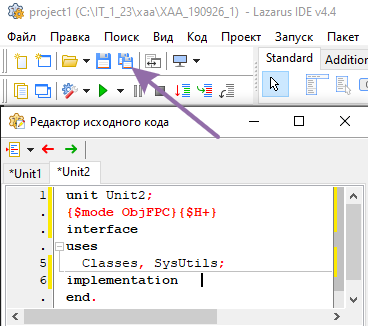 project1 (C:\IT_1_23\xaa\XAA_190926_1) - Lazarus IDE v4.4
Файл Правка Поиск Вид Код Проект Запуск Пакет
Standard Addition
Редактор исходного кода
*Unit1 *Unit2
1 unit Unit2;
. {$mode ObjFPC}{$H+}
. interface
. uses
5 Classes, SysUtils;
6 implementation
. end.